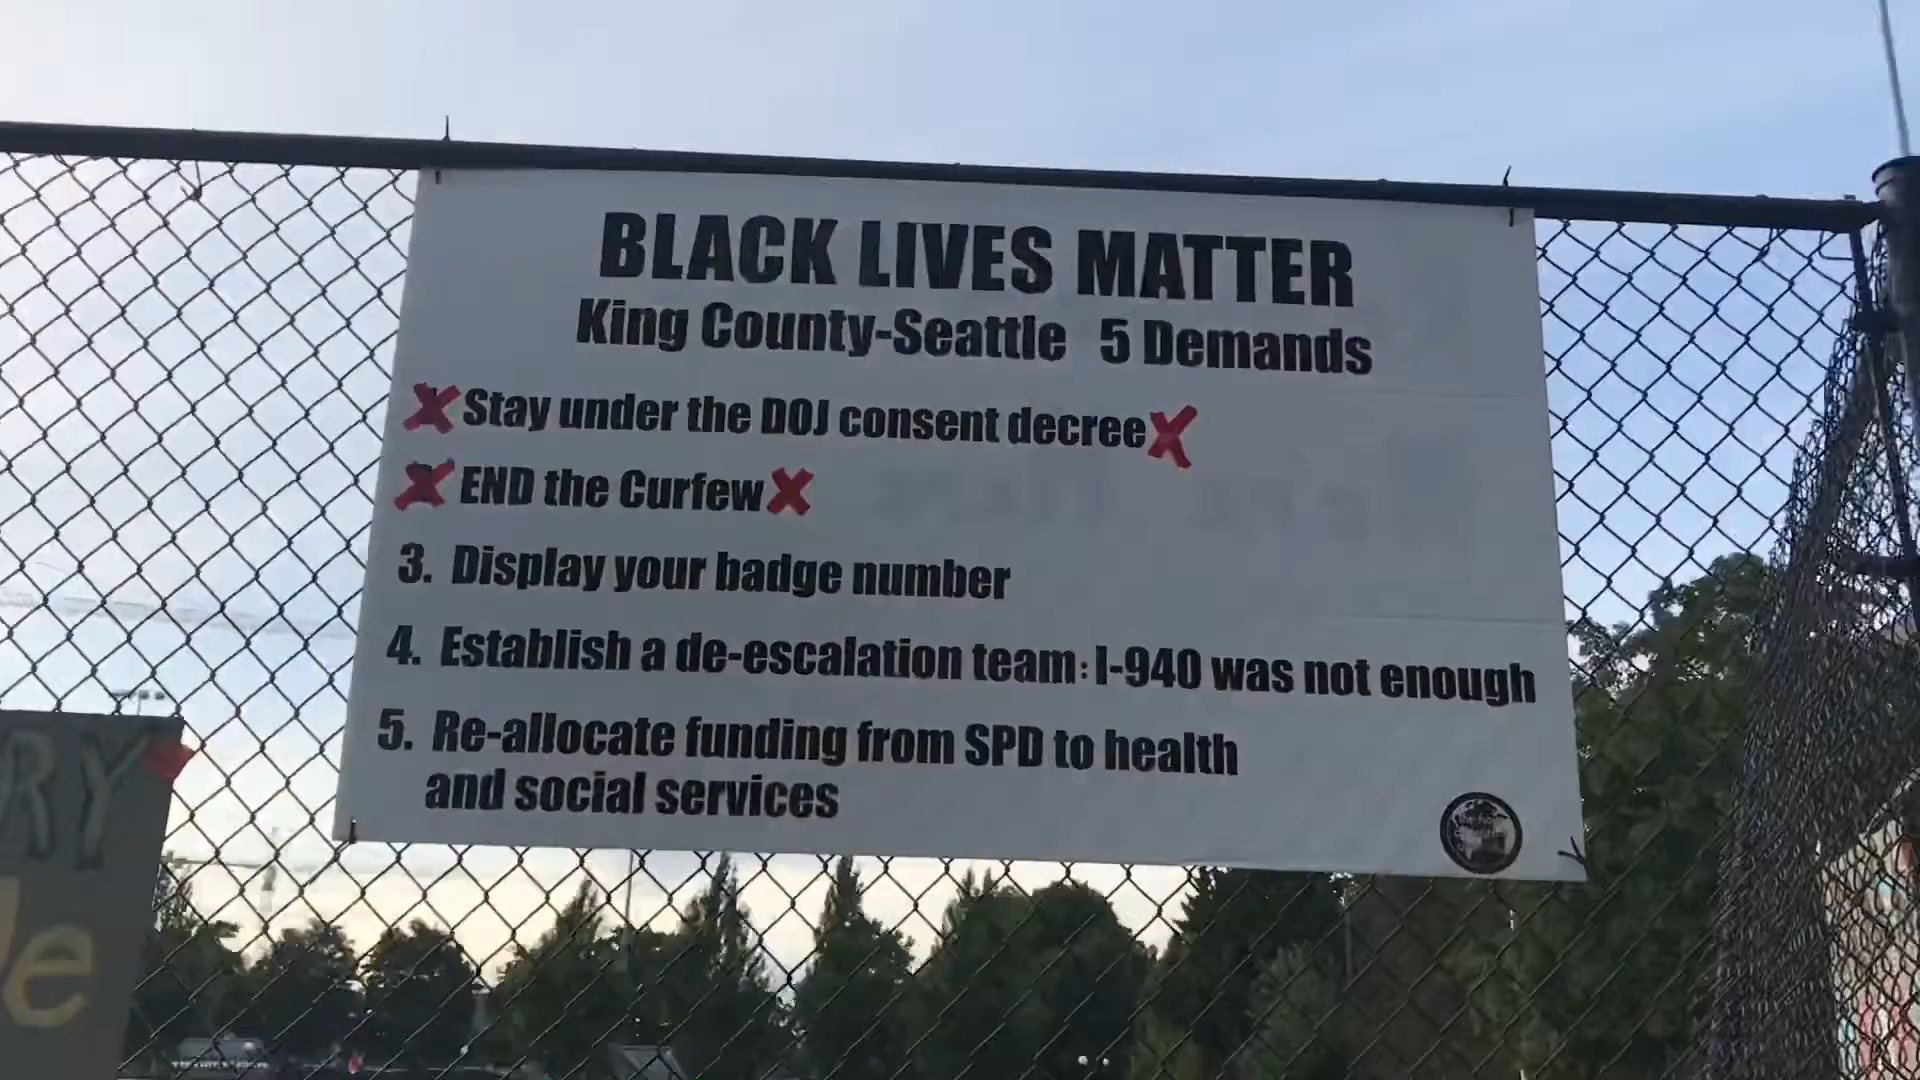 BLACK LIVES MATTER
King County-Seattle 5 Demands
Stay under the DOJ consent decree
END the Curfew
3. Display your badge number
4. Establish a de-escalation team: I-940 was not enough
5. Re-allocate funding from SPD to health
and social services
RY
le